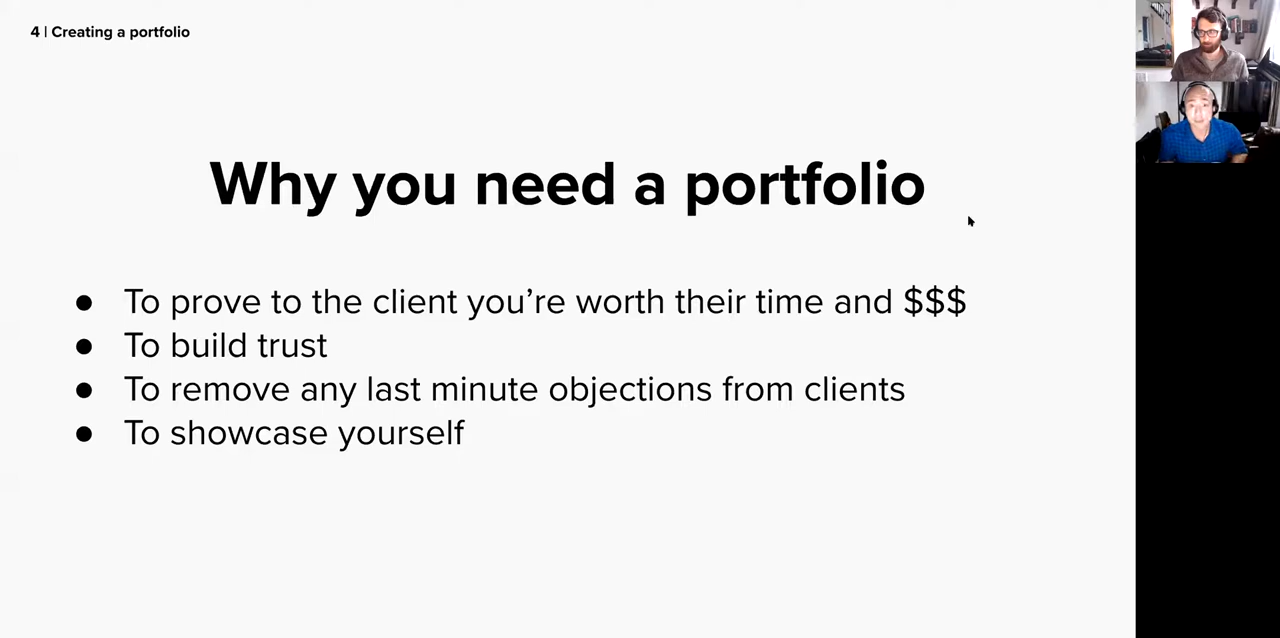 4 | Creating a portfolio
Why you need a portfolio
● To prove to the client you’re worth their time and $$$
● To build trust
● To remove any last minute objections from clients
● To showcase yourself